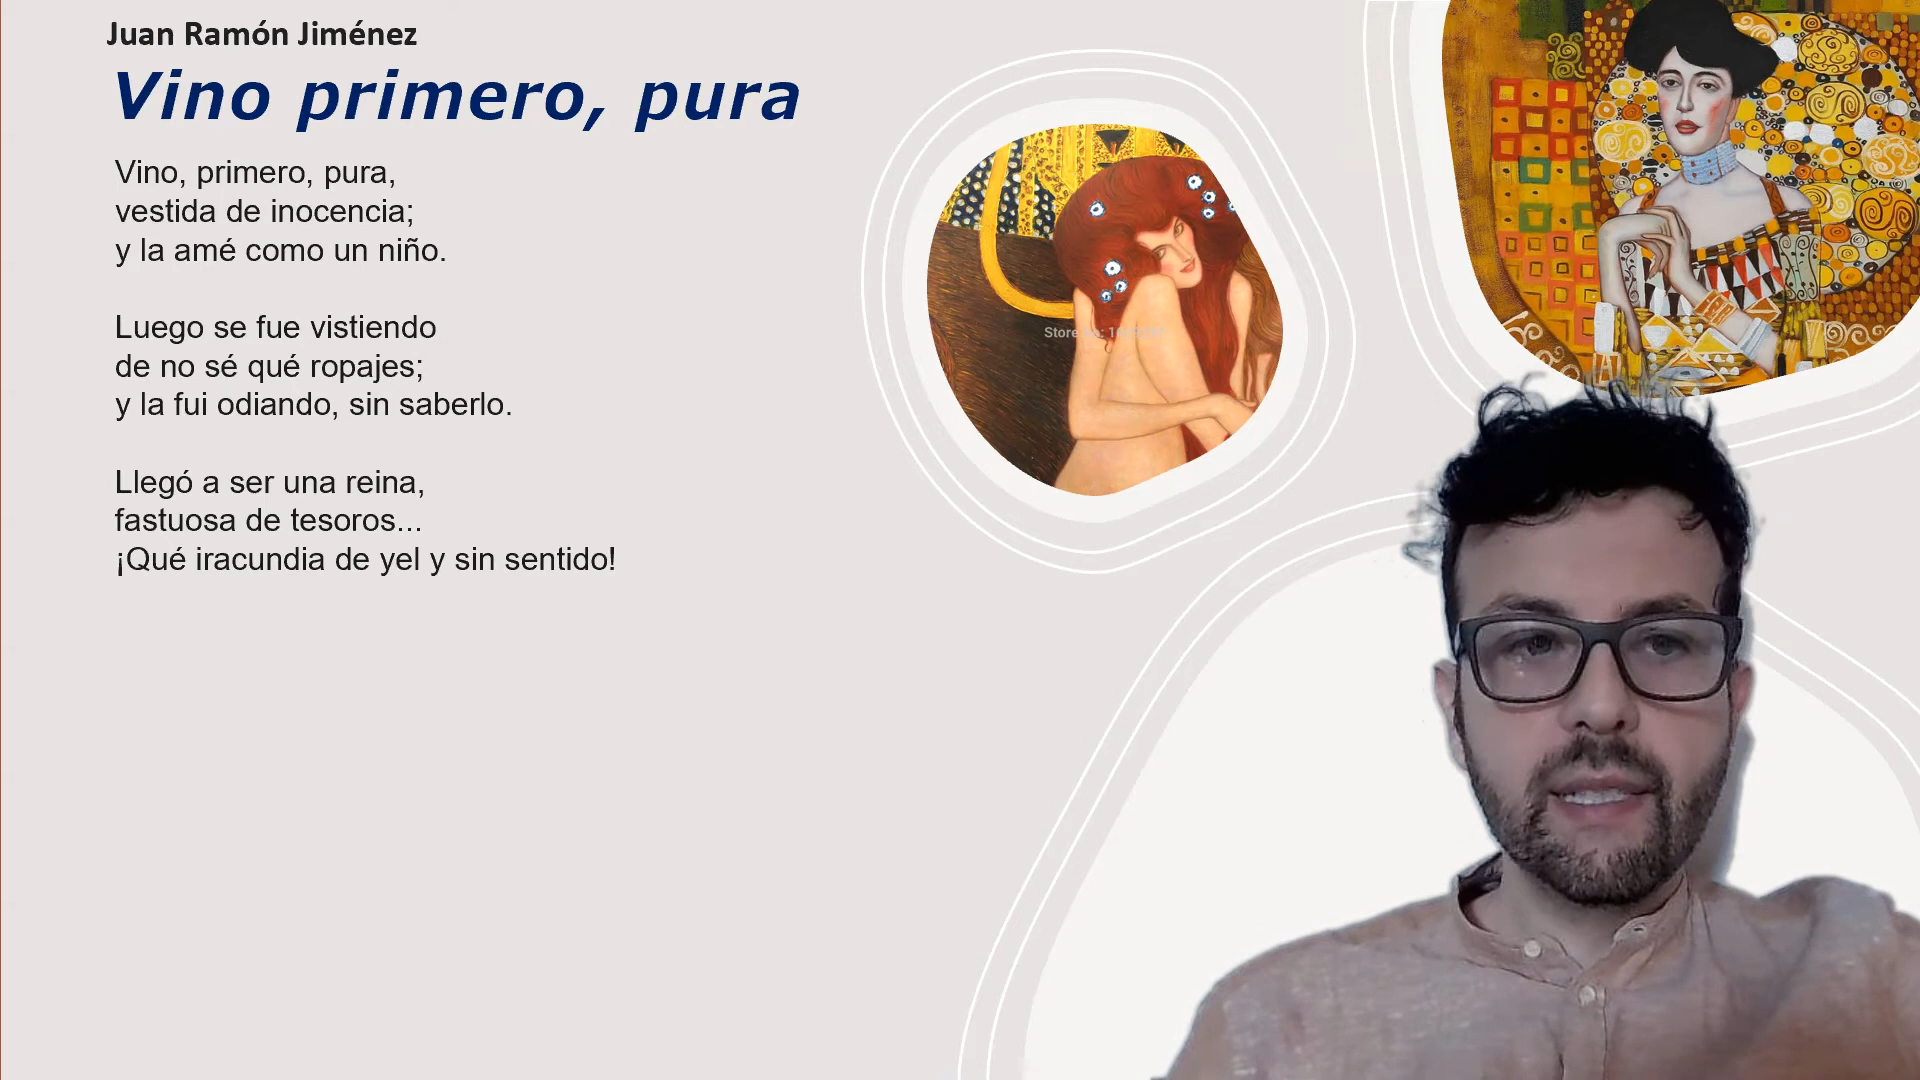 Juan Ramón Jiménez
Vino primero, pura
Vino, primero, pura,
vestida de inocencia;
y la amé como un niño.
Luego se fue vistiendo
de no sé qué ropajes;
y la fui odiando, sin saberlo.
Llegó a ser una reina,
fastuosa de tesoros...
¡Qué iracundia de yel y sin sentido!
Store